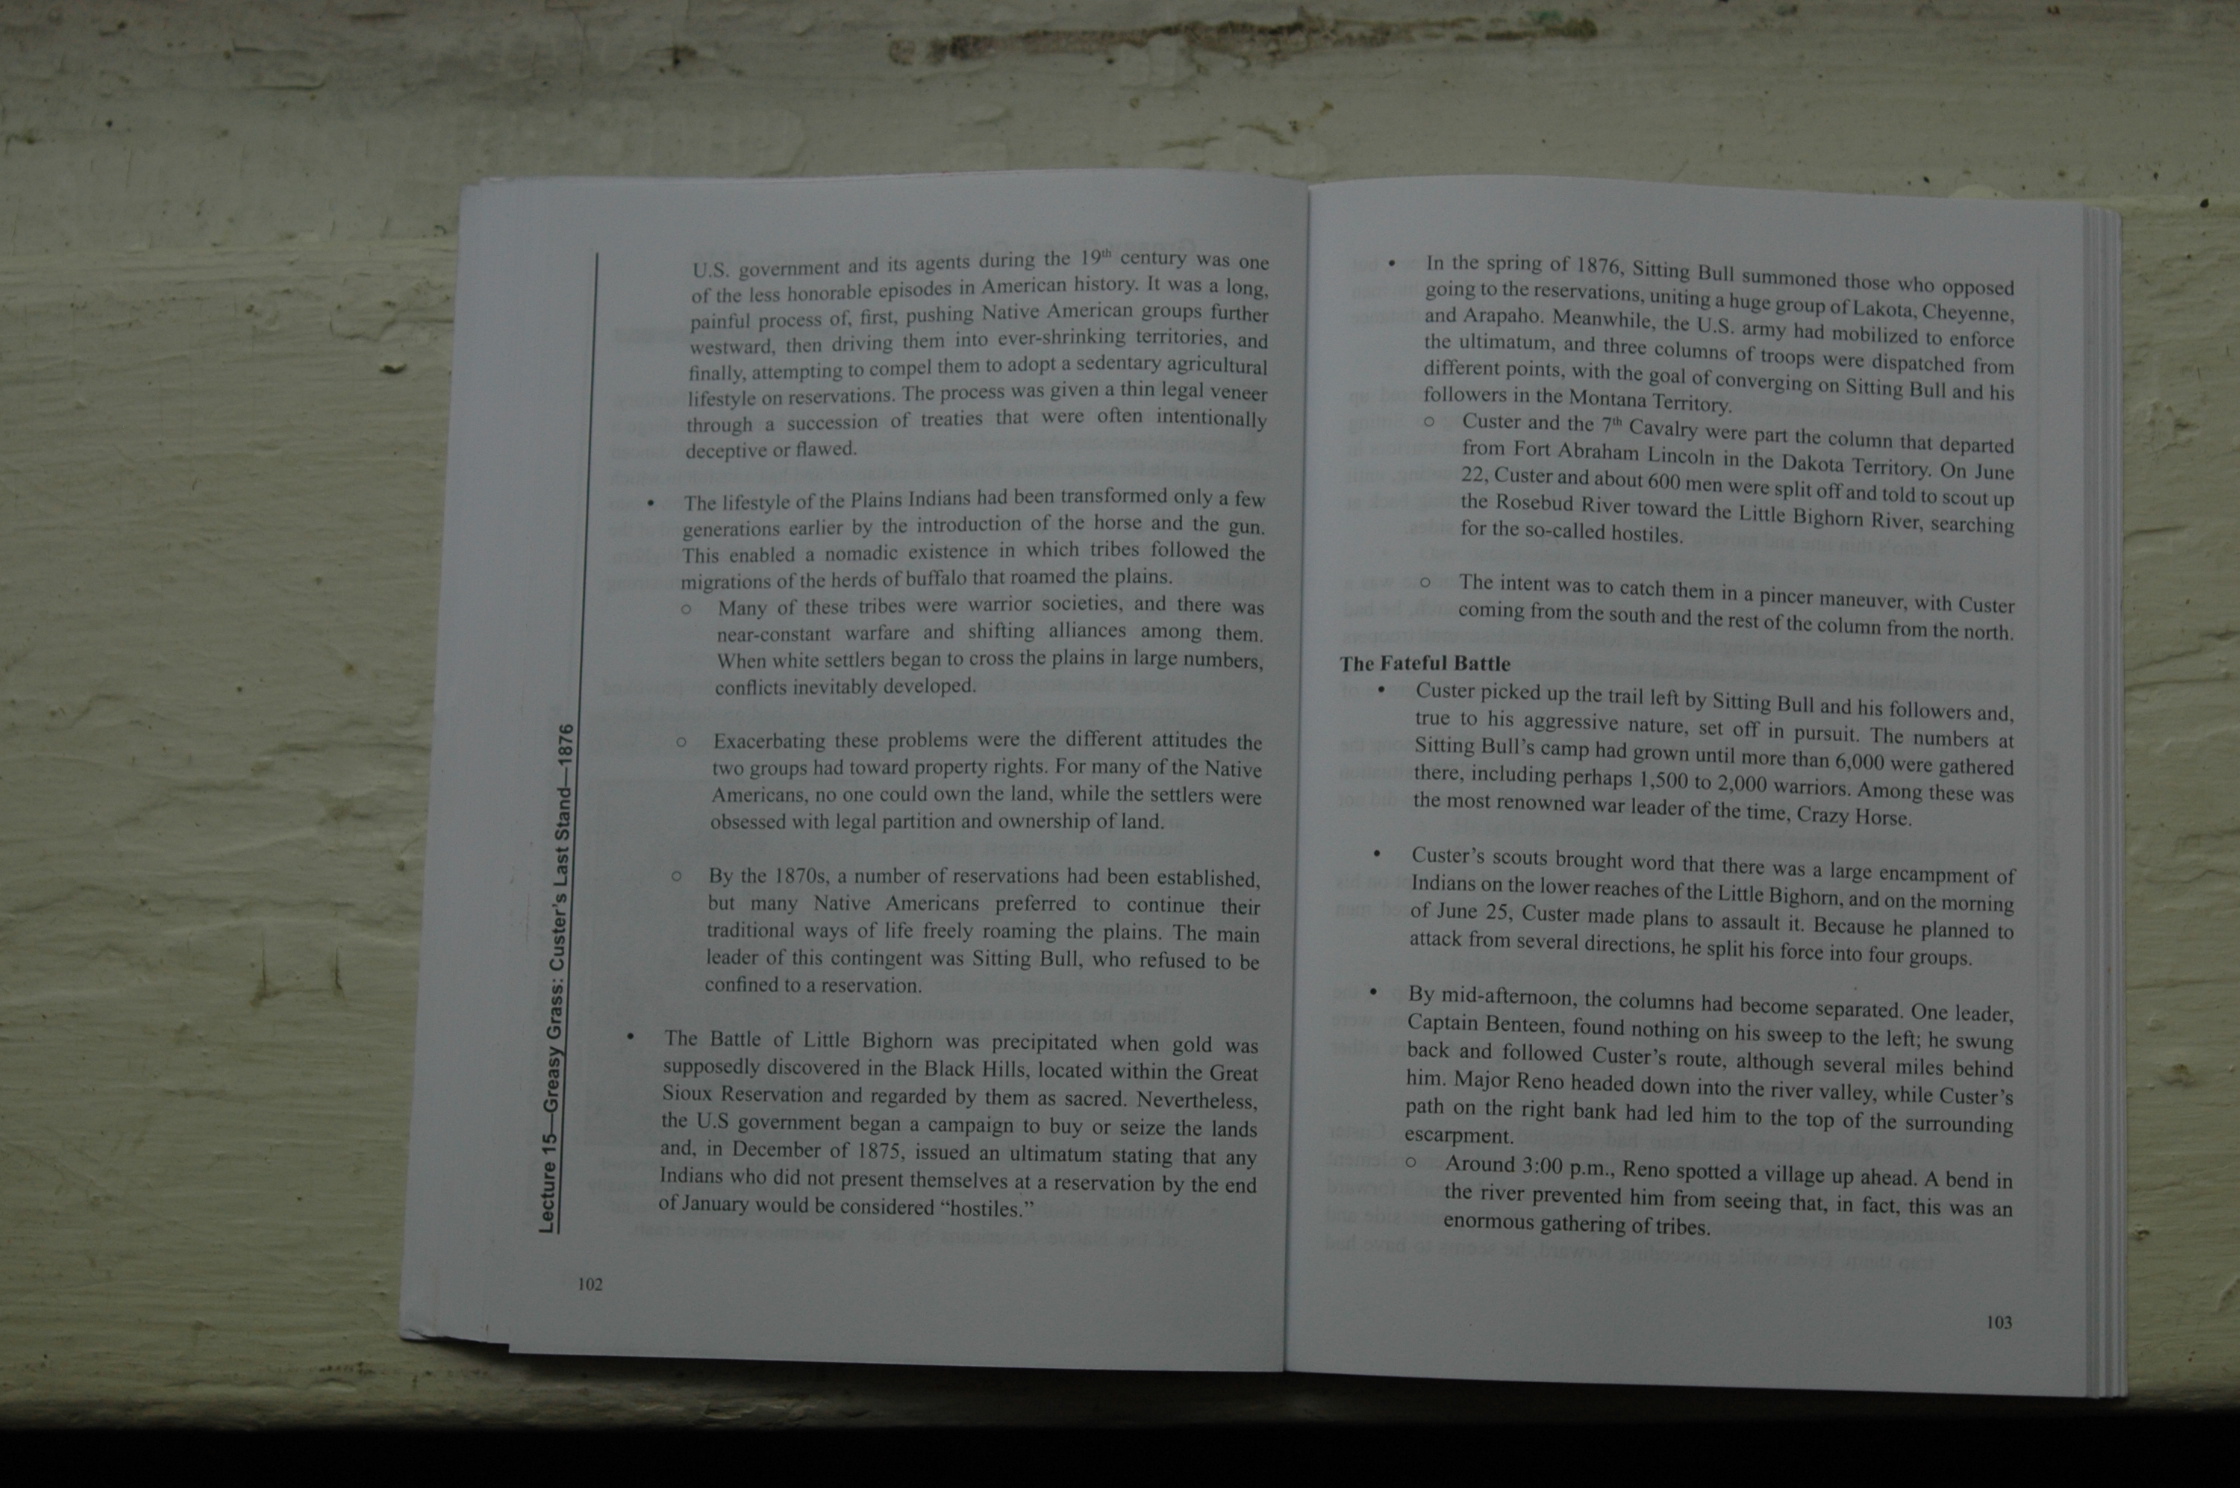 Lecture 15—Greasy Grass: Custer's Last Stand—1876
U.S. government and its agents during the 19th century was one
of the less honorable episodes in American history. It was a long,
painful process of, first, pushing Native American groups further
westward, then driving them into ever-shrinking territories, and
finally, attempting to compel them to adopt a sedentary agricultural
lifestyle on reservations. The process was given a thin legal veneer
through a succession of treaties that were often intentionally
deceptive or flawed.
• The lifestyle of the Plains Indians had been transformed only a few
generations earlier by the introduction of the horse and the gun.
This enabled a nomadic existence in which tribes followed the
migrations of the herds of buffalo that roamed the plains.
○ Many of these tribes were warrior societies, and there was
near-constant warfare and shifting alliances among them.
When white settlers began to cross the plains in large numbers,
conflicts inevitably developed.
○ Exacerbating these problems were the different attitudes the
two groups had toward property rights. For many of the Native
Americans, no one could own the land, while the settlers were
obsessed with legal partition and ownership of land.
○ By the 1870s, a number of reservations had been established,
but many Native Americans preferred to continue their
traditional ways of life freely roaming the plains. The main
leader of this contingent was Sitting Bull, who refused to be
confined to a reservation.
• The Battle of Little Bighorn was precipitated when gold was
supposedly discovered in the Black Hills, located within the Great
Sioux Reservation and regarded by them as sacred. Nevertheless,
the U.S government began a campaign to buy or seize the lands
and, in December of 1875, issued an ultimatum stating that any
Indians who did not present themselves at a reservation by the end
of January would be considered “hostiles.”
102
• In the spring of 1876, Sitting Bull summoned those who opposed
going to the reservations, uniting a huge group of Lakota, Cheyenne,
and Arapaho. Meanwhile, the U.S. army had mobilized to enforce
the ultimatum, and three columns of troops were dispatched from
different points, with the goal of converging on Sitting Bull and his
followers in the Montana Territory.
○ Custer and the 7th Cavalry were part the column that departed
from Fort Abraham Lincoln in the Dakota Territory. On June
22, Custer and about 600 men were split off and told to scout up
the Rosebud River toward the Little Bighorn River, searching
for the so-called hostiles.
○ The intent was to catch them in a pincer maneuver, with Custer
coming from the south and the rest of the column from the north.
The Fateful Battle
• Custer picked up the trail left by Sitting Bull and his followers and,
true to his aggressive nature, set off in pursuit. The numbers at
Sitting Bull's camp had grown until more than 6,000 were gathered
there, including perhaps 1,500 to 2,000 warriors. Among these was
the most renowned war leader of the time, Crazy Horse.
• Custer's scouts brought word that there was a large encampment of
Indians on the lower reaches of the Little Bighorn, and on the morning
of June 25, Custer made plans to assault it. Because he planned to
attack from several directions, he split his force into four groups.
• By mid-afternoon, the columns had become separated. One leader,
Captain Benteen, found nothing on his sweep to the left; he swung
back and followed Custer's route, although several miles behind
him. Major Reno headed down into the river valley, while Custer's
path on the right bank had led him to the top of the surrounding
escarpment.
○ Around 3:00 p.m., Reno spotted a village up ahead. A bend in
the river prevented him from seeing that, in fact, this was an
enormous gathering of tribes.
103